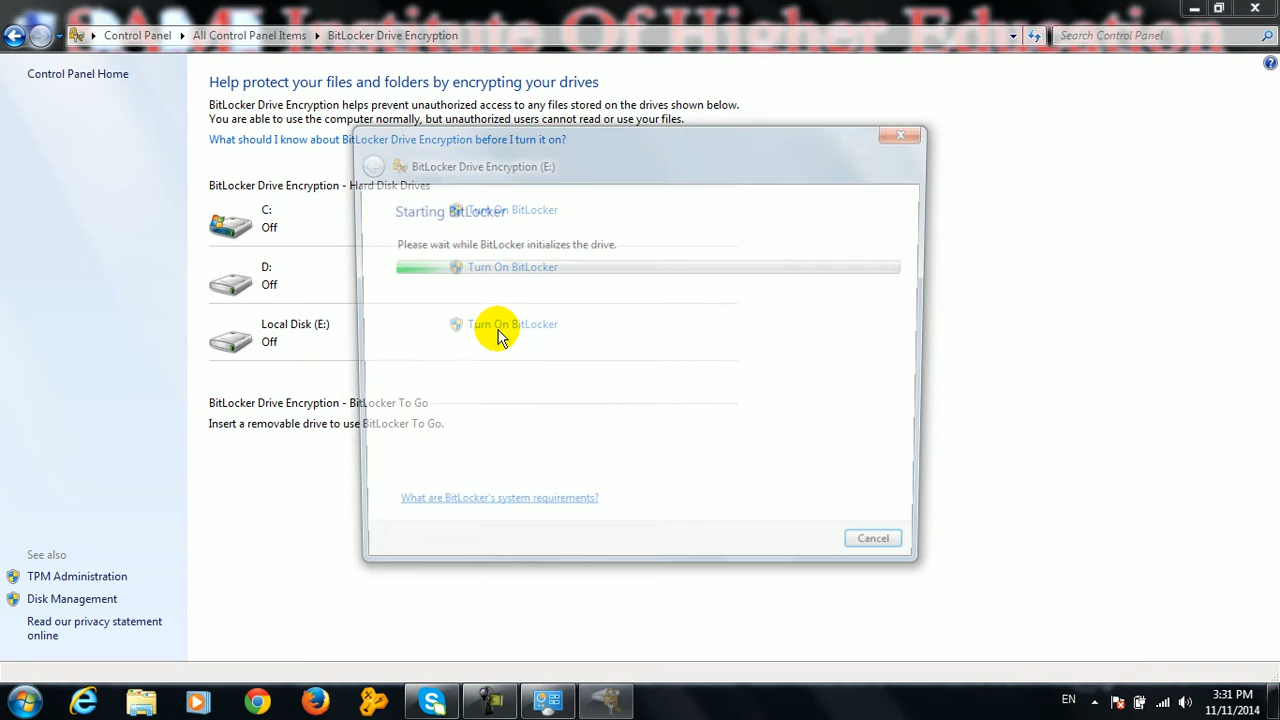 Institute Of Higher Education
Control Panel
All Control Panel Items
BitLocker Drive Encryption
Search Control Panel
Control Panel Home
Help protect your files and folders by encrypting your drives
BitLocker Drive Encryption helps prevent unauthorized access to any files stored on the drives shown below.
You are able to use the computer normally, but unauthorized users cannot read or use your files.
What should I know about BitLocker Drive Encryption before I turn it on?
BitLocker Drive Encryption (E:)
BitLocker Drive Encryption - Hard Disk Drives
C:
Off
Turn On BitLocker
Starting BitLocker
Please wait while BitLocker initializes the drive.
D:
Off
Turn On BitLocker
Local Disk (E:)
Off
Turn On BitLocker
BitLocker Drive Encryption - BitLocker To Go
Insert a removable drive to use BitLocker To Go.
What are BitLocker's system requirements?
Cancel
See also
TPM Administration
Disk Management
Read our privacy statement
online
EN
3:31 PM
11/11/2014